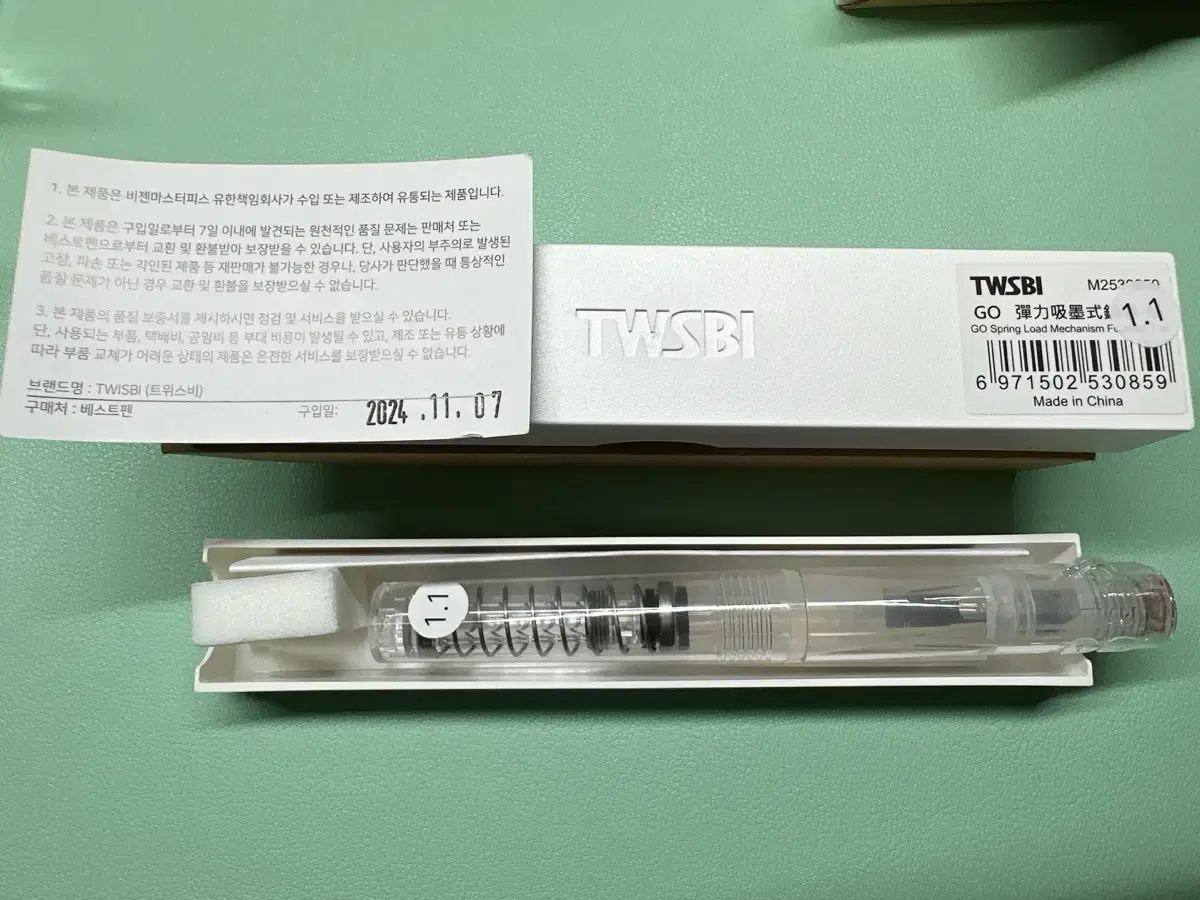 1. 본 제품은 비젠마스터피스 유한책임회사가 수입 또는 제조하여 유통되는 제품입니다.
2. 본 제품은 구입일로부터 7일 이내에 발견되는 원천적인 품질 문제는 판매처 또는
베스트펜으로부터 교환 및 환불받아 보장받을 수 있습니다. 단, 사용자의 부주의로 발생된
고장, 파손 또는 각인된 제품 등 재판매가 불가능한 경우나, 당사가 판단했을 때 통상적인
품질 문제가 아닌 경우 교환 및 환불을 보장받으실 수 없습니다.
3. 본 제품의 품질 보증서를 제시하시면 점검 및 서비스를 받으실 수 있습니다.
단, 사용되는 부품, 택배비, 공임비 등 부대 비용이 발생될 수 있고, 제조 또는 유통 상황에
따라 부품 교체가 어려운 상태의 제품은 온전한 서비스를 보장받으실 수 없습니다.
브랜드명 : TWISBI (트위스비)
구매처 : 베스트펜 구입일: 2024.11.07
TWSBI
TWSBI
GO 彈力吸墨式
1.1
GO Spring Load Mechanism
6 971502 530859
Made in China
1.1